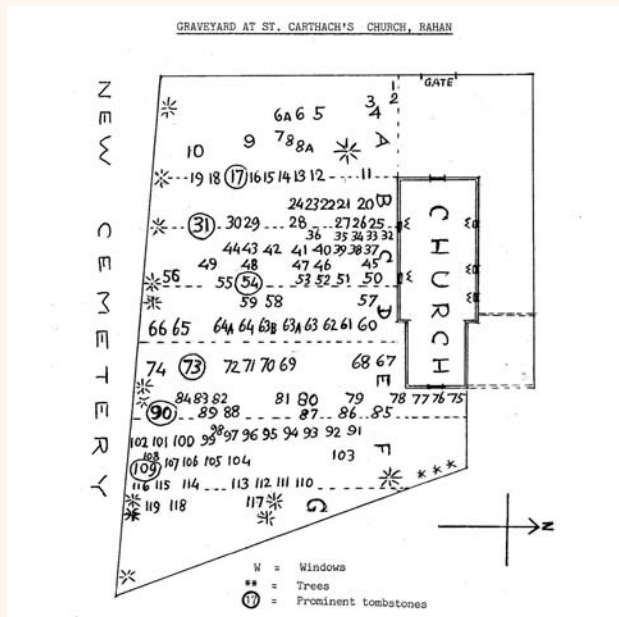 GRAVEYARD AT ST. CARTHACH'S CHURCH, RAHAN
NEW CEMETERY
GATE
1
3 2
6A 6 5 4
A
10 9 7 8 8A
19 18 17 16 15 14 13 12 11
B
24 23 22 21 20
31 30 29 28 27 26 25
36 35 34 33 32
44 43 42 41 40 39 38 37
C
49 48 47 46 45
56 55 54 53 52 51 50
59 58 57
D
66 65 64A 64 63B 63A 63 62 61 60
74 73 72 71 70 69 68 67
E
84 83 82 81 80 79 78 77 76 75
90 89 88 87 86 85
102 101 100 99 98 97 96 95 94 93 92 91
F
109 108 107 106 105 104 103
116 115 114 113 112 111 110
G
119 118 117
CHURCH
W
W
W
W
W
N
W = Windows
** = Trees
17 = Prominent tombstones